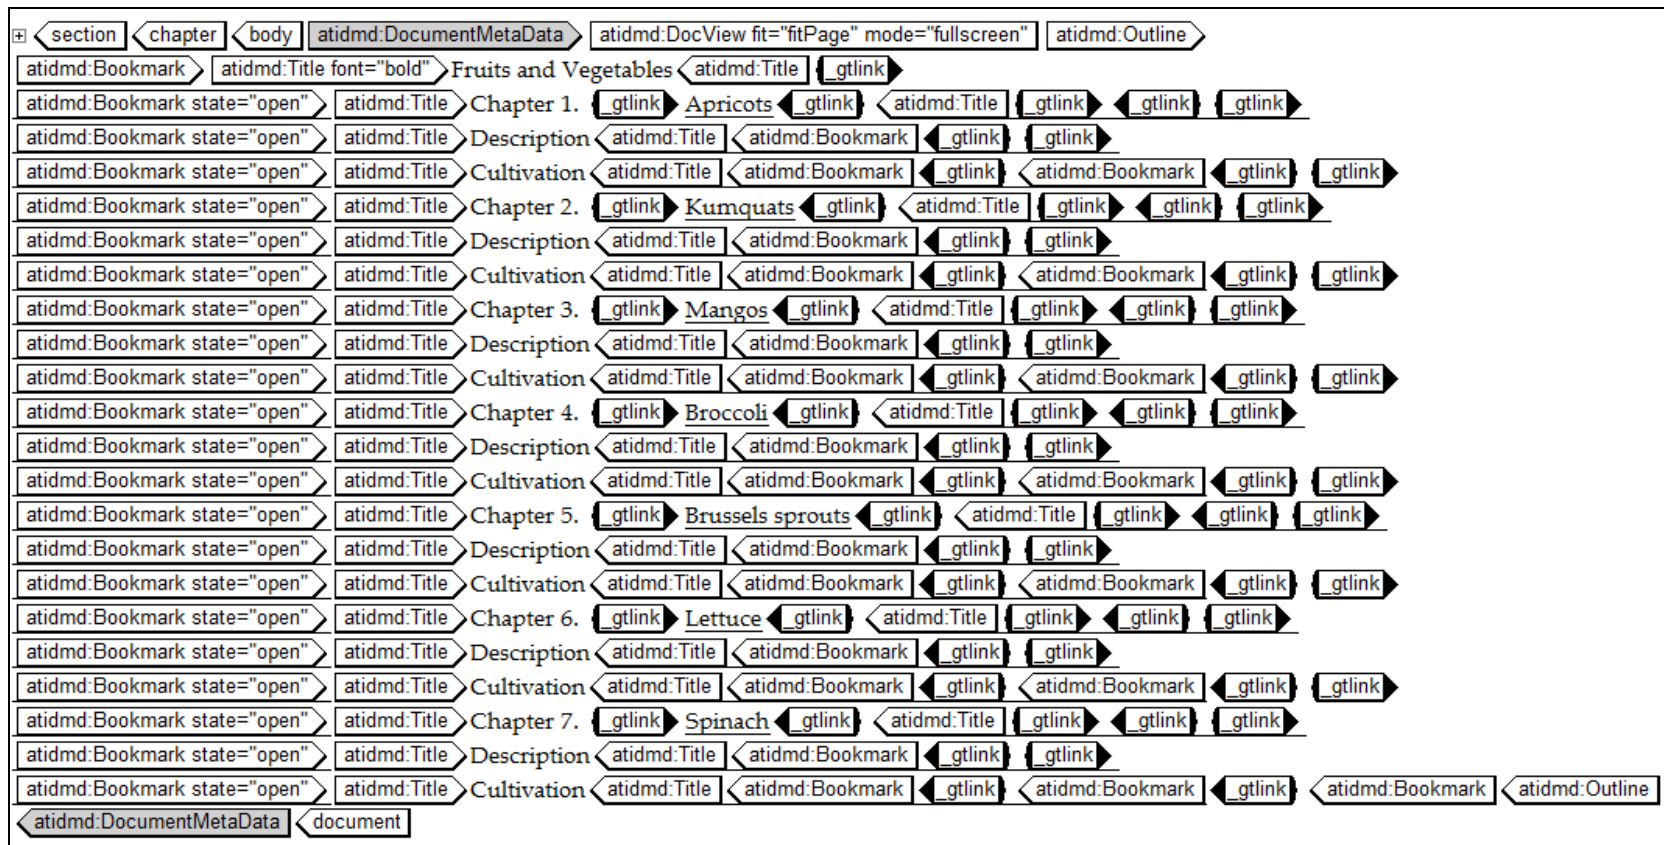 section chapter body atidmd:DocumentMetaData atidmd:DocView fit="fitPage" mode="fullscreen" atidmd:Outline
atidmd:Bookmark atidmd:Title font="bold" Fruits and Vegetables atidmd:Title _gtlink
atidmd:Bookmark state="open" atidmd:Title Chapter 1. _gtlink Apricots _gtlink atidmd:Title _gtlink _gtlink _gtlink
atidmd:Bookmark state="open" atidmd:Title Description atidmd:Title atidmd:Bookmark _gtlink _gtlink
atidmd:Bookmark state="open" atidmd:Title Cultivation atidmd:Title atidmd:Bookmark _gtlink atidmd:Bookmark _gtlink _gtlink
atidmd:Bookmark state="open" atidmd:Title Chapter 2. _gtlink Kumquats _gtlink atidmd:Title _gtlink _gtlink _gtlink
atidmd:Bookmark state="open" atidmd:Title Description atidmd:Title atidmd:Bookmark _gtlink _gtlink
atidmd:Bookmark state="open" atidmd:Title Cultivation atidmd:Title atidmd:Bookmark _gtlink atidmd:Bookmark _gtlink _gtlink
atidmd:Bookmark state="open" atidmd:Title Chapter 3. _gtlink Mangos _gtlink atidmd:Title _gtlink _gtlink _gtlink
atidmd:Bookmark state="open" atidmd:Title Description atidmd:Title atidmd:Bookmark _gtlink _gtlink
atidmd:Bookmark state="open" atidmd:Title Cultivation atidmd:Title atidmd:Bookmark _gtlink atidmd:Bookmark _gtlink _gtlink
atidmd:Bookmark state="open" atidmd:Title Chapter 4. _gtlink Broccoli _gtlink atidmd:Title _gtlink _gtlink _gtlink
atidmd:Bookmark state="open" atidmd:Title Description atidmd:Title atidmd:Bookmark _gtlink _gtlink
atidmd:Bookmark state="open" atidmd:Title Cultivation atidmd:Title atidmd:Bookmark _gtlink atidmd:Bookmark _gtlink _gtlink
atidmd:Bookmark state="open" atidmd:Title Chapter 5. _gtlink Brussels sprouts _gtlink atidmd:Title _gtlink _gtlink _gtlink
atidmd:Bookmark state="open" atidmd:Title Description atidmd:Title atidmd:Bookmark _gtlink _gtlink
atidmd:Bookmark state="open" atidmd:Title Cultivation atidmd:Title atidmd:Bookmark _gtlink atidmd:Bookmark _gtlink _gtlink
atidmd:Bookmark state="open" atidmd:Title Chapter 6. _gtlink Lettuce _gtlink atidmd:Title _gtlink _gtlink _gtlink
atidmd:Bookmark state="open" atidmd:Title Description atidmd:Title atidmd:Bookmark _gtlink _gtlink
atidmd:Bookmark state="open" atidmd:Title Cultivation atidmd:Title atidmd:Bookmark _gtlink atidmd:Bookmark _gtlink _gtlink
atidmd:Bookmark state="open" atidmd:Title Chapter 7. _gtlink Spinach _gtlink atidmd:Title _gtlink _gtlink _gtlink
atidmd:Bookmark state="open" atidmd:Title Description atidmd:Title atidmd:Bookmark _gtlink _gtlink
atidmd:Bookmark state="open" atidmd:Title Cultivation atidmd:Title atidmd:Bookmark _gtlink atidmd:Bookmark _gtlink atidmd:Bookmark atidmd:Outline
atidmd:DocumentMetaData document